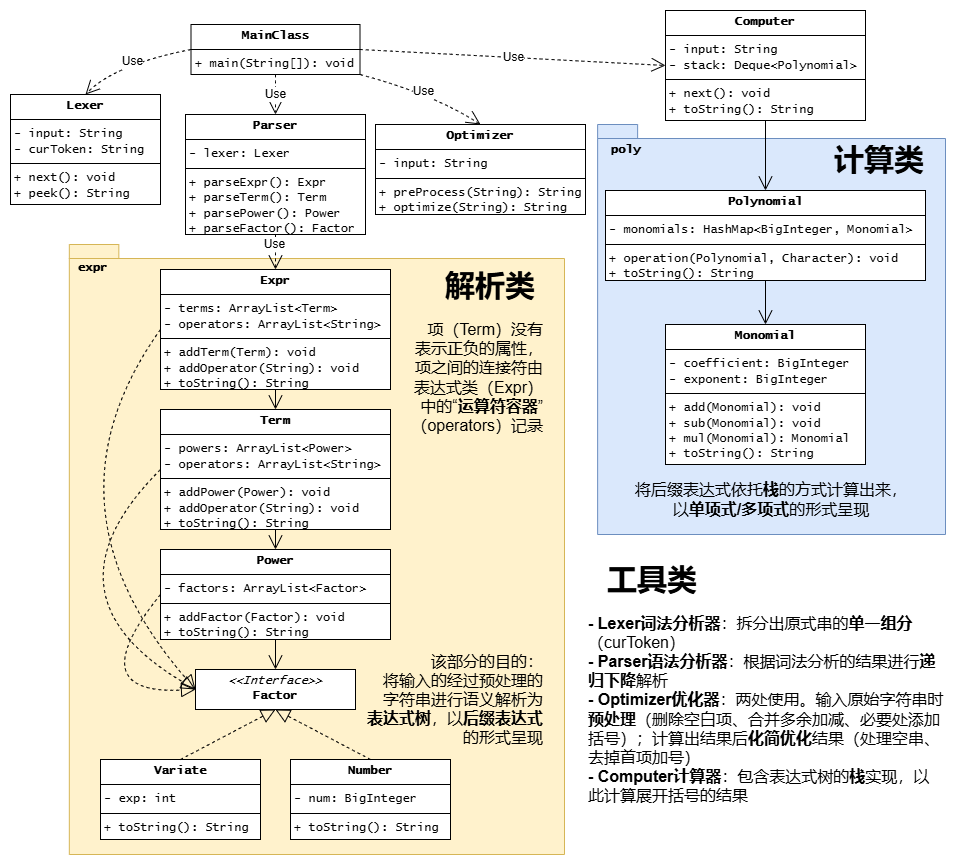 MainClass
+ main(String[]): void
Use
Use
Use
Use
Lexer
- input: String
- curToken: String
+ next(): void
+ peek(): String
Parser
- lexer: Lexer
+ parseExpr(): Expr
+ parseTerm(): Term
+ parsePower(): Power
+ parseFactor(): Factor
Use
Optimizer
- input: String
+ preProcess(String): String
+ optimize(String): String
Computer
- input: String
- stack: Deque<Polynomial>
+ next(): void
+ toString(): String
poly
计算类
Polynomial
- monomials: HashMap<BigInteger, Monomial>
+ operation(Polynomial, Character): void
+ toString(): String
Monomial
- coefficient: BigInteger
- exponent: BigInteger
+ add(Monomial): void
+ sub(Monomial): void
+ mul(Monomial): Monomial
+ toString(): String
将后缀表达式依托栈的方式计算出来，
以单项式/多项式的形式呈现
expr
解析类
Expr
- terms: ArrayList<Term>
- operators: ArrayList<String>
+ addTerm(Term): void
+ addOperator(String): void
+ toString(): String
项（Term）没有
表示正负的属性，
项之间的连接符由
表达式类（Expr）
中的“运算符容器”
（operators）记录
Term
- powers: ArrayList<Power>
- operators: ArrayList<String>
+ addPower(Power): void
+ addOperator(String): void
+ toString(): String
Power
- factors: ArrayList<Factor>
+ addFactor(Factor): void
+ toString(): String
<<Interface>>
Factor
该部分的目的：
将输入的经过预处理的
字符串进行语义解析为
表达式树，以后缀表达式
的形式呈现
Variate
- exp: int
+ toString(): String
Number
- num: BigInteger
+ toString(): String
工具类
- Lexer词法分析器：拆分出原式串的单一组分
（curToken）
- Parser语法分析器：根据词法分析的结果进行递
归下降解析
- Optimizer优化器：两处使用。输入原始字符串时
预处理（删除空白项、合并多余加减、必要处添加
括号）；计算出结果后化简优化结果（处理空串、
去掉首项加号）
- Computer计算器：包含表达式树的栈实现，以
此计算展开括号的结果